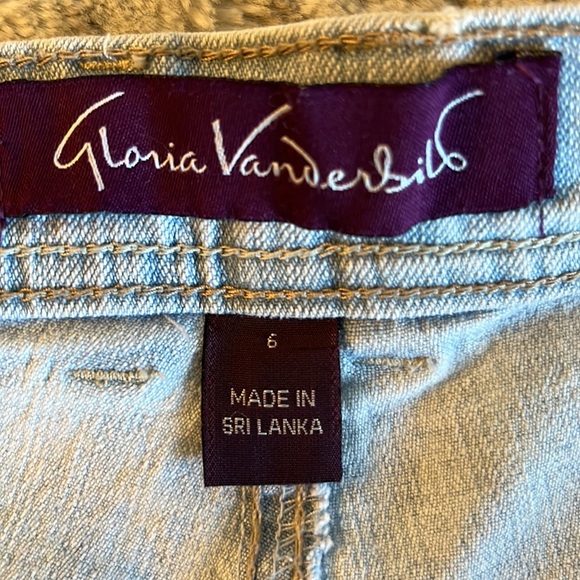 Gloria Vanderbilt
6
MADE IN
SRI LANKA